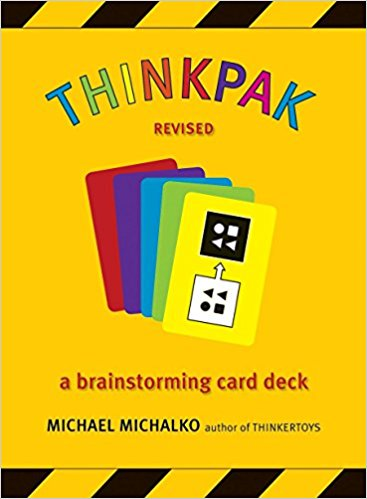 THINKPAK
REVISED
a brainstorming card deck
MICHAEL MICHALKO author of THINKERTOYS